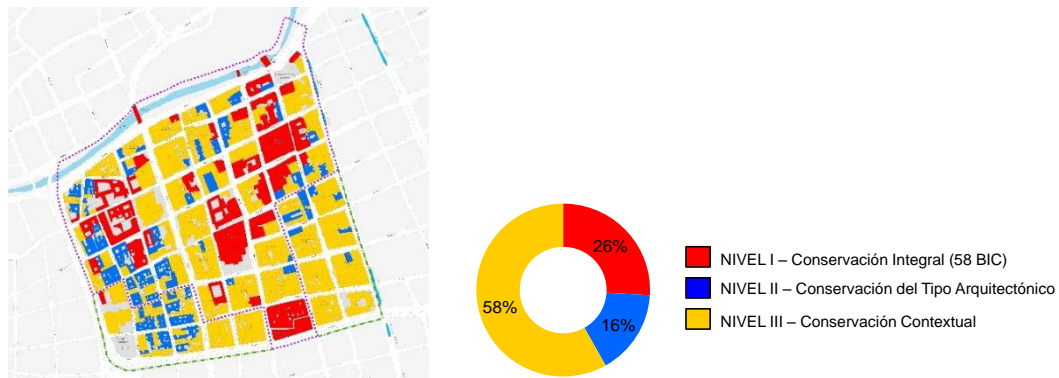 26%
58%
16%
NIVEL I – Conservación Integral (58 BIC)
NIVEL II – Conservación del Tipo Arquitectónico
NIVEL III – Conservación Contextual